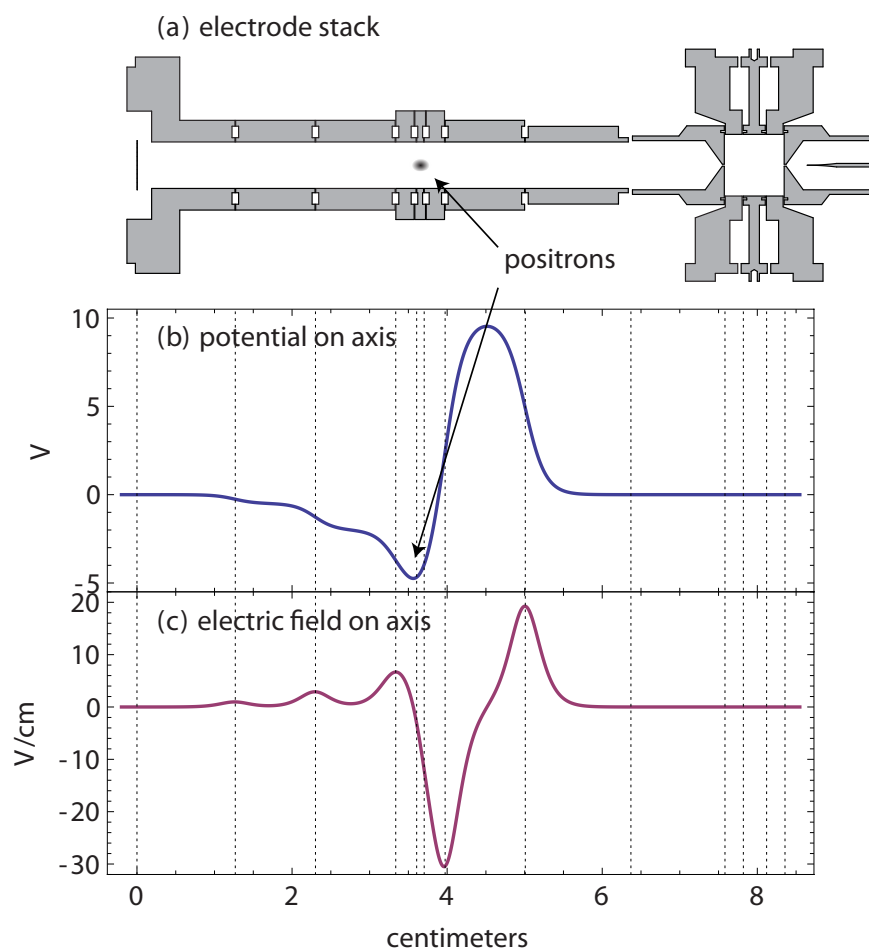 (a) electrode stack
positrons
(b) potential on axis
10
5
0
-5
V
(c) electric field on axis
20
10
0
-10
-20
-30
V/cm
0 2 4 6 8
centimeters